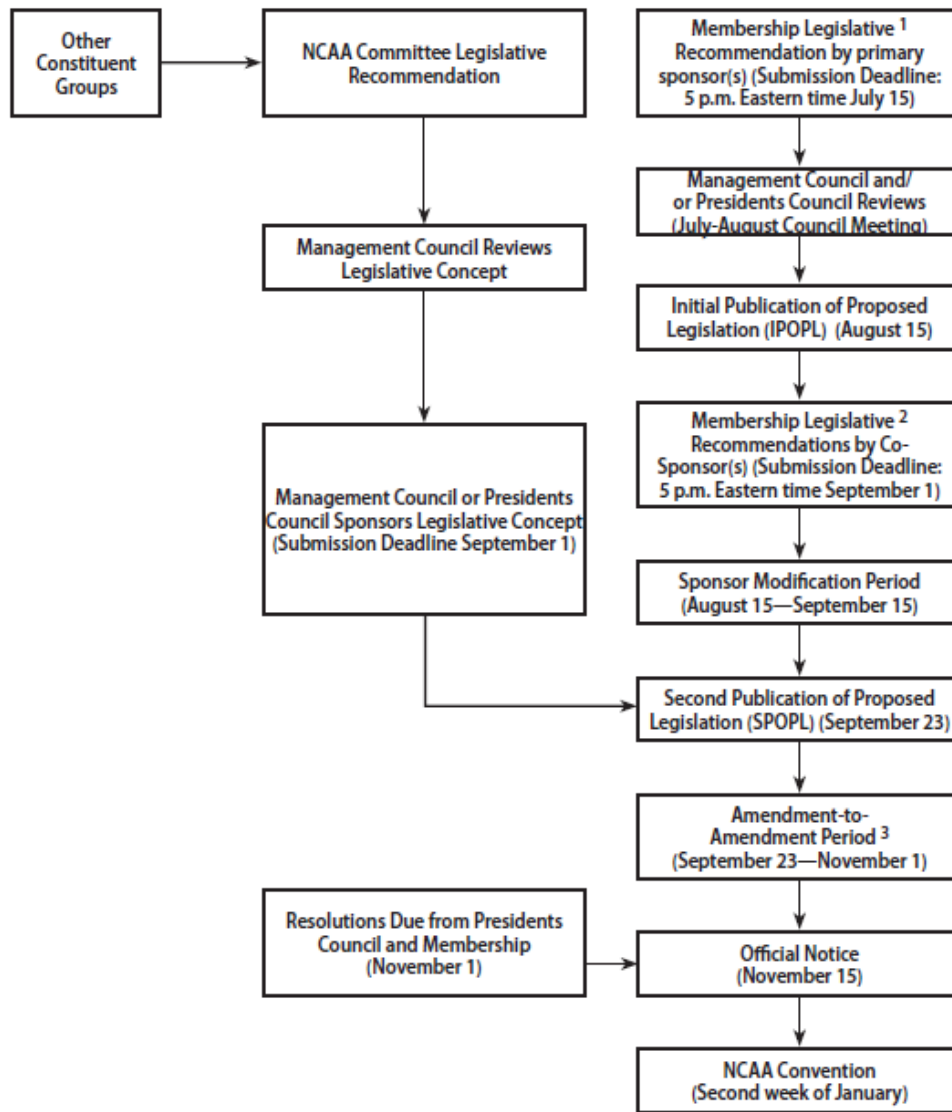 Other
Constituent
Groups
NCAA Committee Legislative
Recommendation
Membership Legislative 1
Recommendation by primary
sponsor(s) (Submission Deadline:
5 p.m. Eastern time July 15)
Management Council and/
or Presidents Council Reviews
(July-August Council Meeting)
Management Council Reviews
Legislative Concept
Initial Publication of Proposed
Legislation (IPOPL) (August 15)
Membership Legislative 2
Recommendations by Co-
Sponsor(s) (Submission Deadline:
5 p.m. Eastern time September 1)
Management Council or Presidents
Council Sponsors Legislative Concept
(Submission Deadline September 1)
Sponsor Modification Period
(August 15—September 15)
Second Publication of Proposed
Legislation (SPOPL) (September 23)
Amendment-to-
Amendment Period 3
(September 23—November 1)
Resolutions Due from Presidents
Council and Membership
(November 1)
Official Notice
(November 15)
NCAA Convention
(Second week of January)